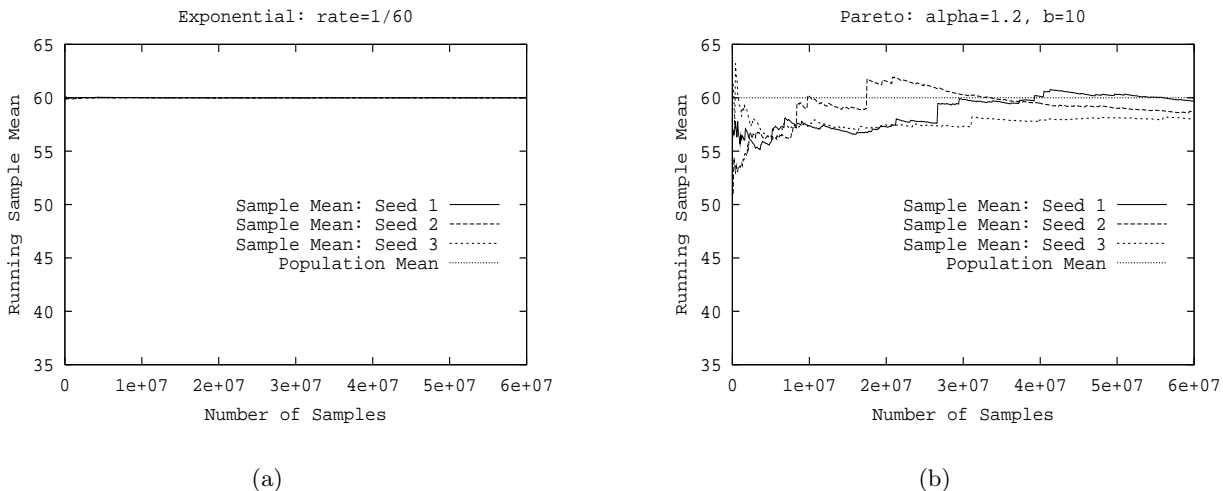 Exponential: rate=1/60
65
60
55
50
45
40
35
Running Sample Mean
Sample Mean: Seed 1
Sample Mean: Seed 2
Sample Mean: Seed 3
Population Mean
0 1e+07 2e+07 3e+07 4e+07 5e+07 6e+07
Number of Samples
(a)
Pareto: alpha=1.2, b=10
65
60
55
50
45
40
35
Running Sample Mean
Sample Mean: Seed 1
Sample Mean: Seed 2
Sample Mean: Seed 3
Population Mean
0 1e+07 2e+07 3e+07 4e+07 5e+07 6e+07
Number of Samples
(b)